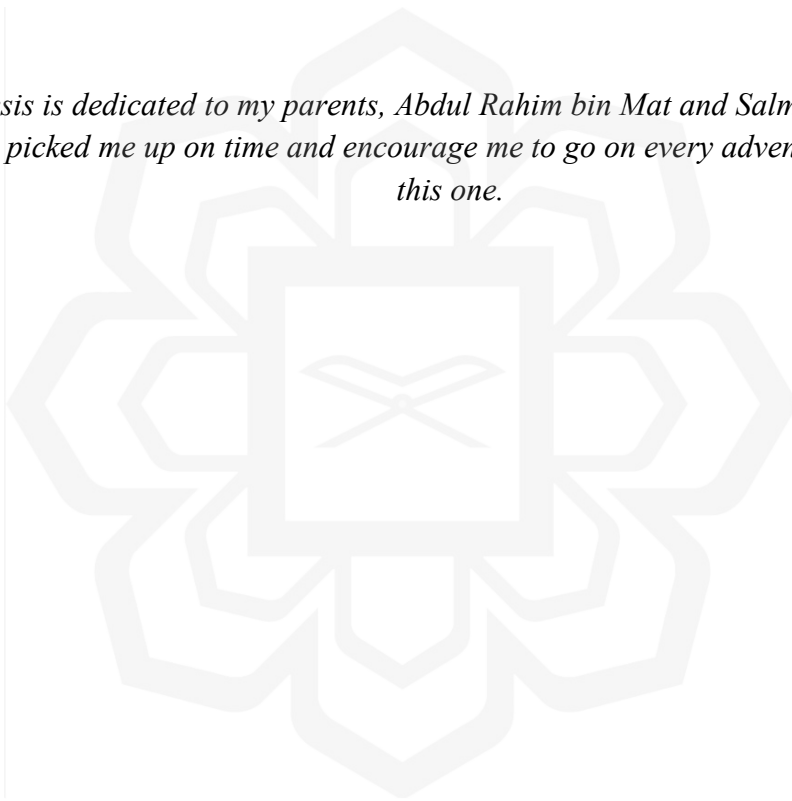 sis is dedicated to my parents, Abdul Rahim bin Mat and Salm
picked me up on time and encourage me to go on every adven
this one.